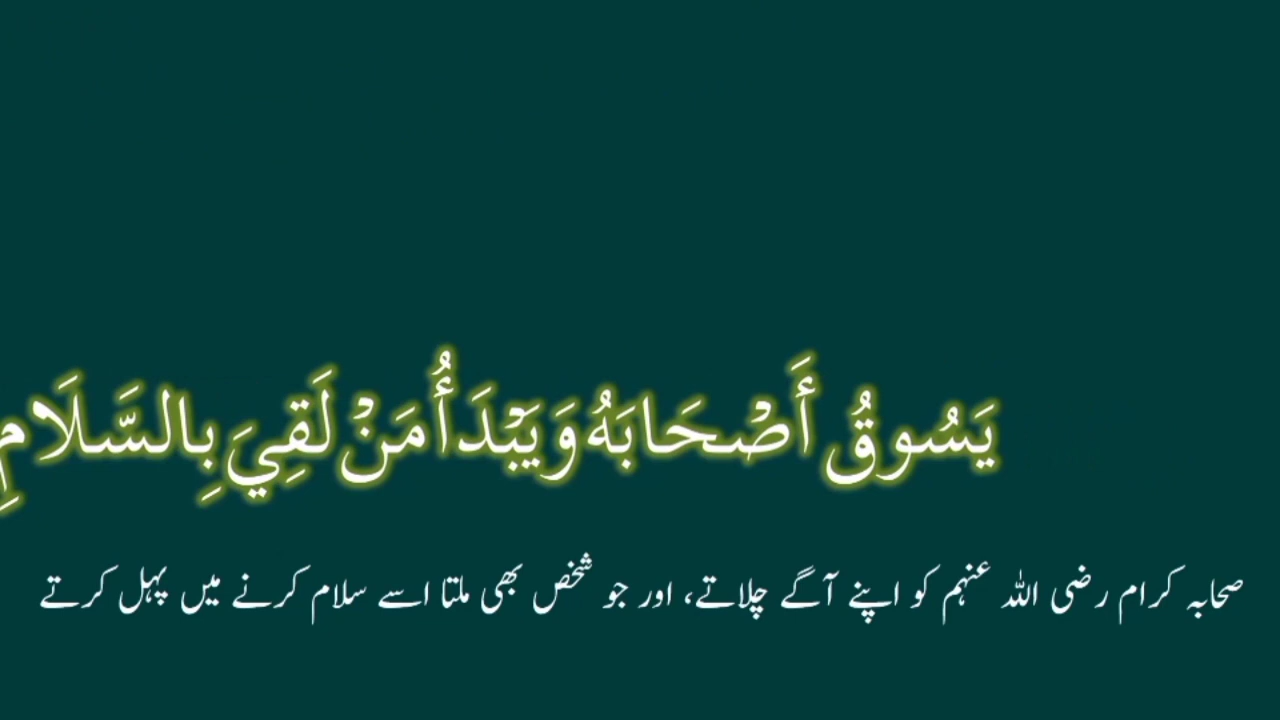 يَسُوقُ أَصْحَابَهُ وَيَبْدَأُ مَنْ لَقِيَ بِالسَّلَامِ
صحابہ کرام رضی اللہ عنہم کو اپنے آگے چلاتے، اور جو شخص بھی ملتا اسے سلام کرنے میں پہل کرتے